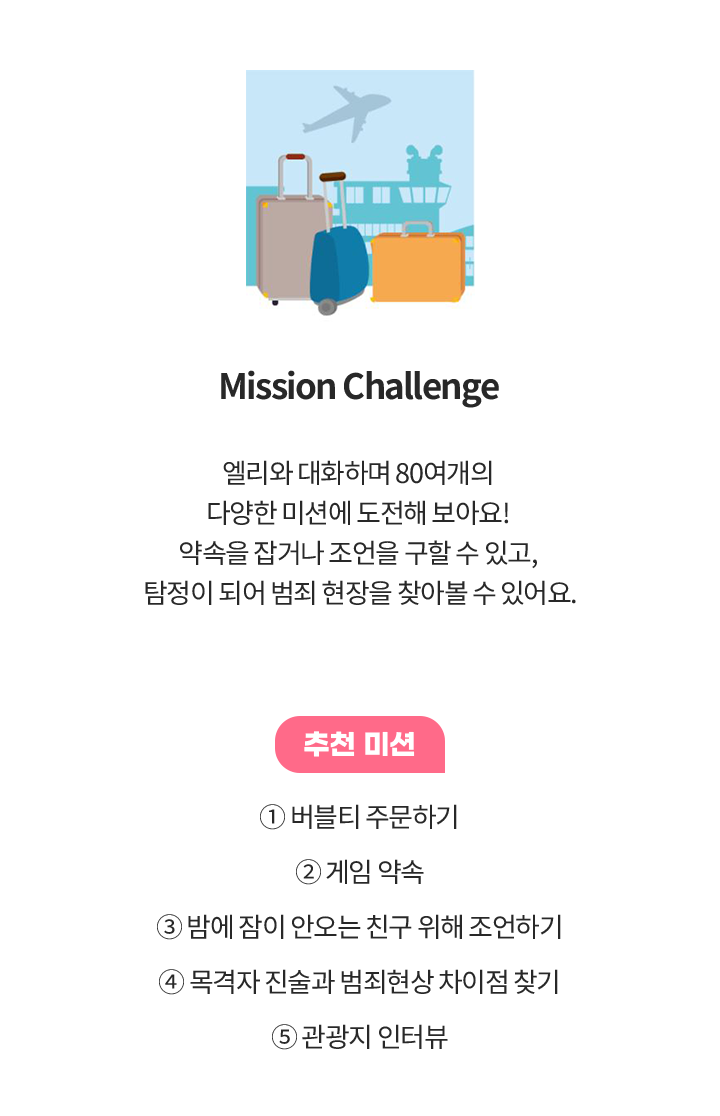 Mission Challenge
엘리와 대화하며 80여개의
다양한 미션에 도전해 보아요!
약속을 잡거나 조언을 구할 수 있고,
탐정이 되어 범죄 현장을 찾아볼 수 있어요.
추천 미션
① 버블티 주문하기
② 게임 약속
③ 밤에 잠이 안오는 친구 위해 조언하기
④ 목격자 진술과 범죄현상 차이점 찾기
⑤ 관광지 인터뷰